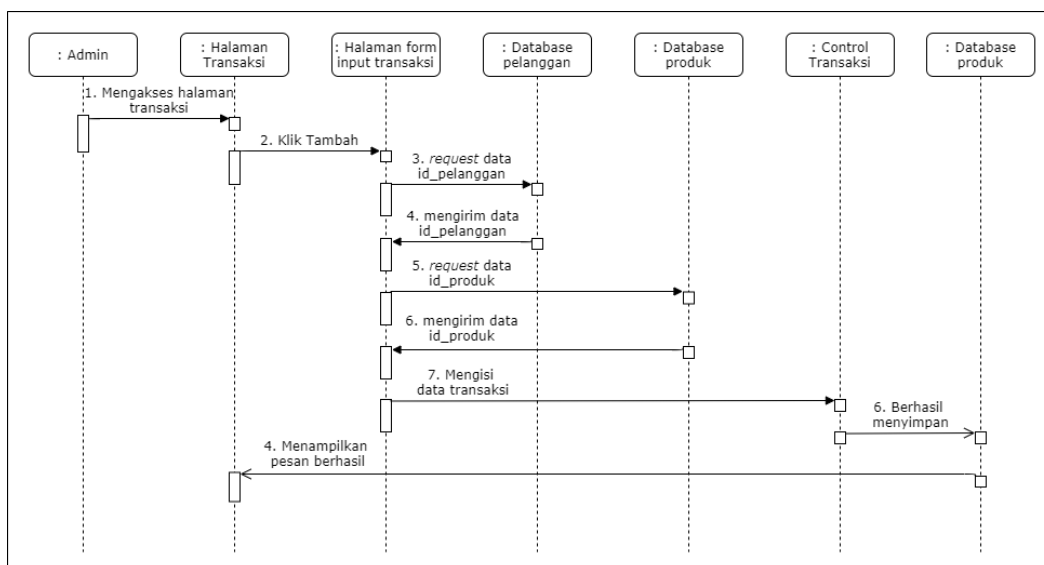 : Admin
: Halaman
Transaksi
: Halaman form
input transaksi
: Database
pelanggan
: Database
produk
: Control
Transaksi
: Database
produk
1. Mengakses halaman
transaksi
2. Klik Tambah
3. request data
id_pelanggan
4. mengirim data
id_pelanggan
5. request data
id_produk
6. mengirim data
id_produk
7. Mengisi
data transaksi
6. Berhasil
menyimpan
4. Menampilkan
pesan berhasil